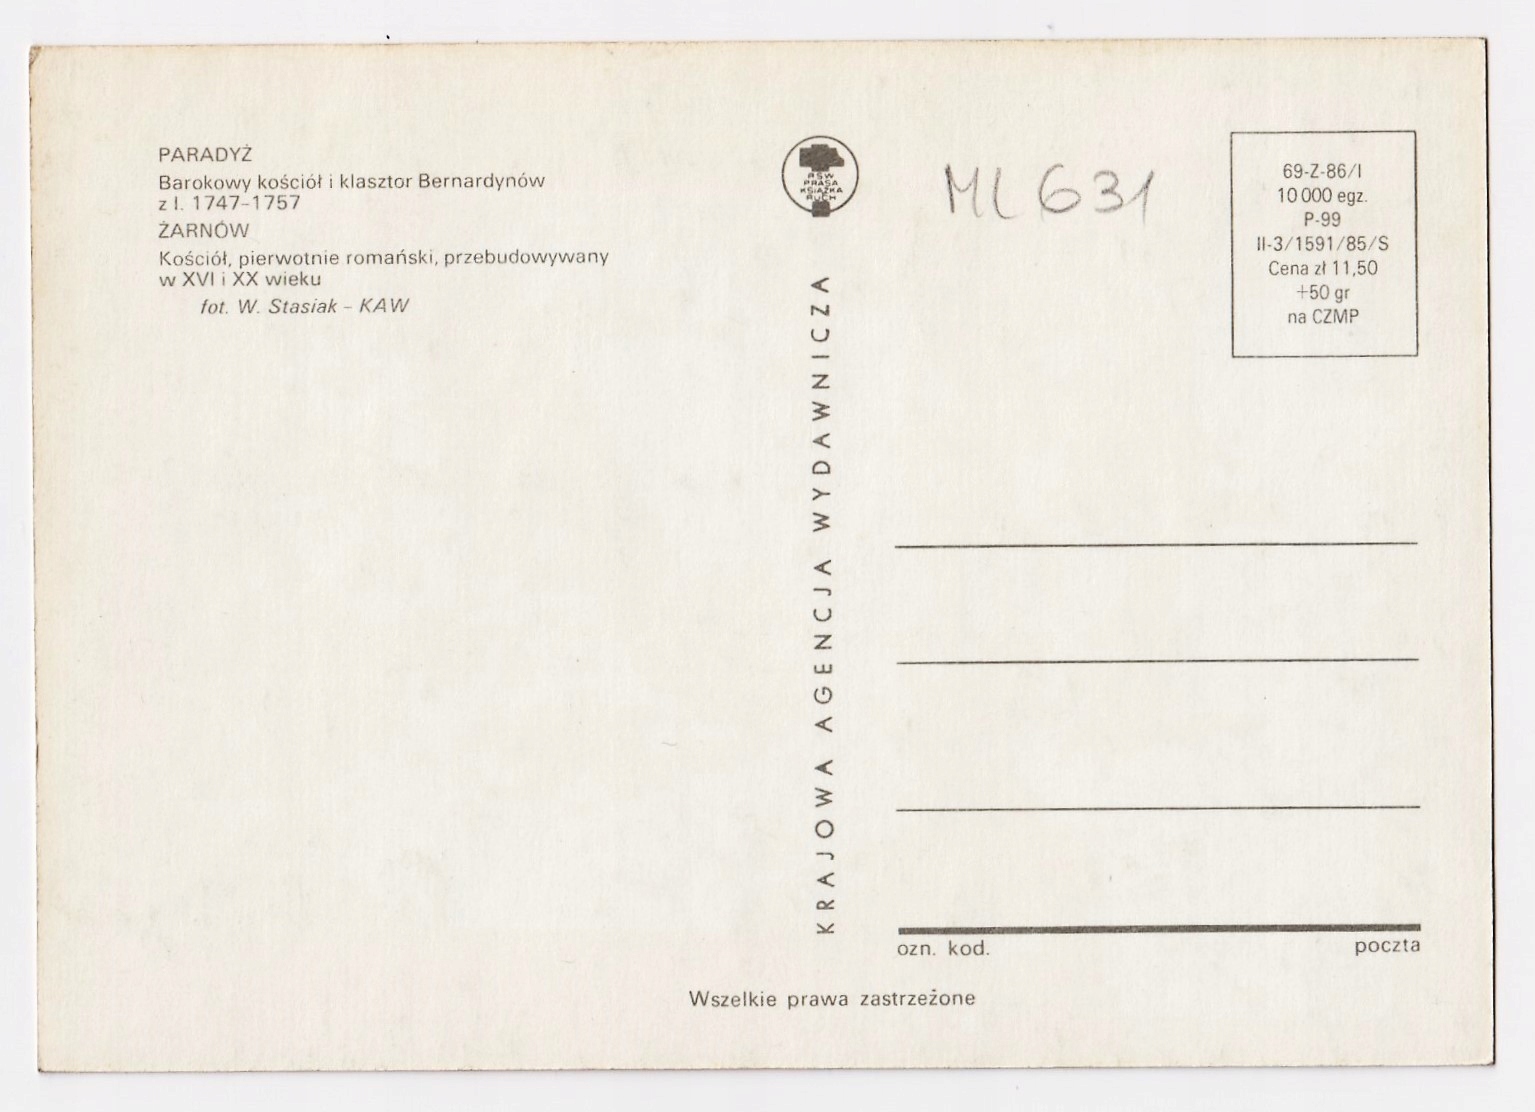 PARADYŻ
Barokowy kościół i klasztor Bernardynów
z l. 1747-1757
ŻARNÓW
Kościół, pierwotnie romański, przebudowywany
w XVI i XX wieku
fot. W. Stasiak - KAW
RSW
PRASA
KSIĄŻKA
RUCH
KRAJOWA AGENCJA WYDAWNICZA
ML 631
69-Z-86/I
10 000 egz.
P-99
II-3/1591/85/S
Cena zł 11,50
+50 gr
na CZMP
ozn. kod.
poczta
Wszelkie prawa zastrzeżone